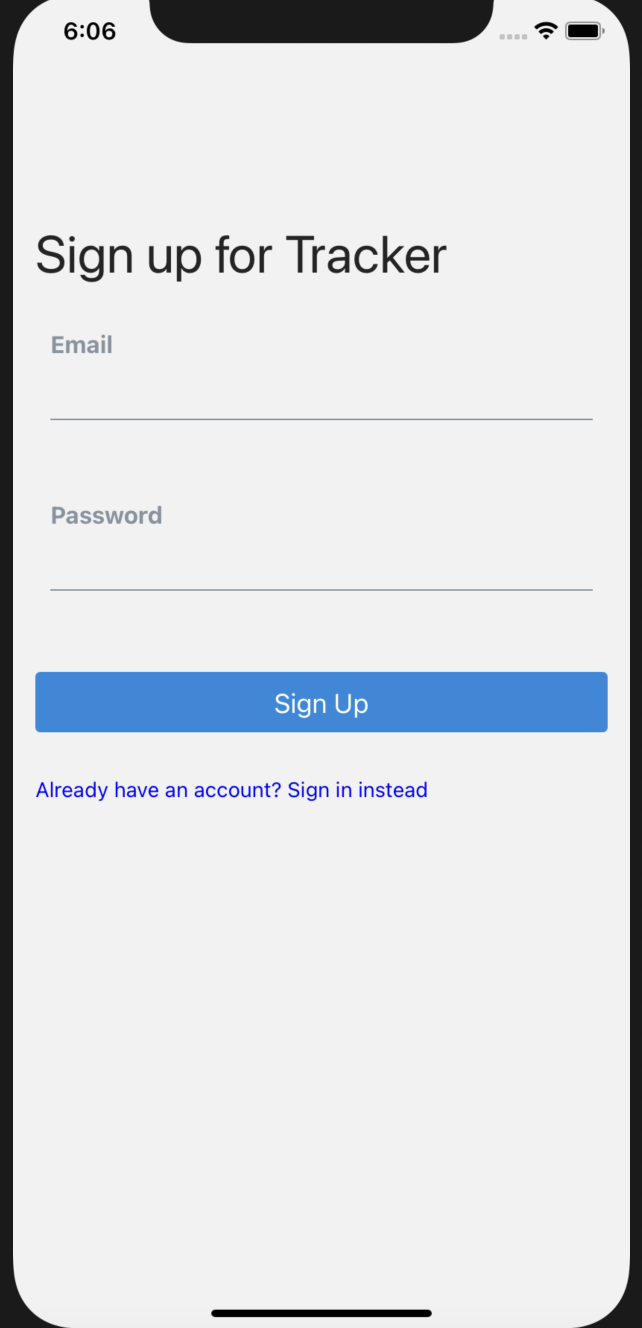 6:06
Sign up for Tracker
Email
Password
Sign Up
Already have an account? Sign in instead